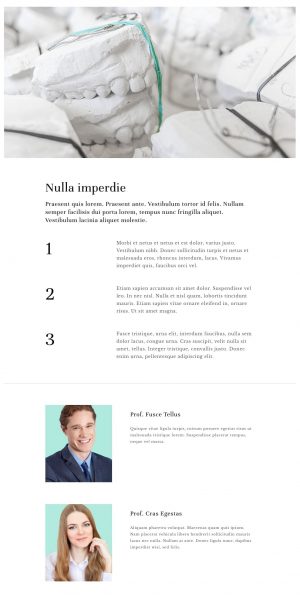 Nulla imperdie
Praesent quis lorem. Praesent ante. Vestibulum tortor id felis. Nullam
semper facilisis dui porta lorem, tempus nunc fringilla aliquet.
Vestibulum lacinia aliquet molestie.
1
Morbi et netus et netus et est dolor, varius justo.
Vestibulum nibh. Donec sollicitudin turpis et netus et
malesuada eros, rhoncus interdum, lacus. Vivamus
imperdiet quis, faucibus orci vel.
2
Etiam sapien accumsan sit amet dolor. Suspendisse vel
leo. In nec nisl. Nulla et nisl quam, lobortis tincidun
mauris. Etiam sapien vitae ornare eleifend in, ornare
risus. Ut sit amet magna.
3
Fusce tristique, urna elit, interdum faucibus, nulla sem
dolor lacus, congue urna. Cras suscipit, velit nulla sit
amet, tellus. Integer tristique, convallis justo. Donec
enim urna, pellentesque adipiscing elit.
Prof. Fusce Tellus
Quisque vitae ligula turpis, rutrum posuere egestas vitae ut
malesuada tristique lorem. Suspendisse placerat tempus,
neque vel massa.
Prof. Cras Egestas
Aliquam pharetra volutpat. Maecenas quam quis ipsum.
Nam pharetra vehicula libero hendrerit sollicitudin mauris
lacus nec nulla. Nullam at ante. Donec ligula nunc, dapibus
imperdiet nisi, sed felis.